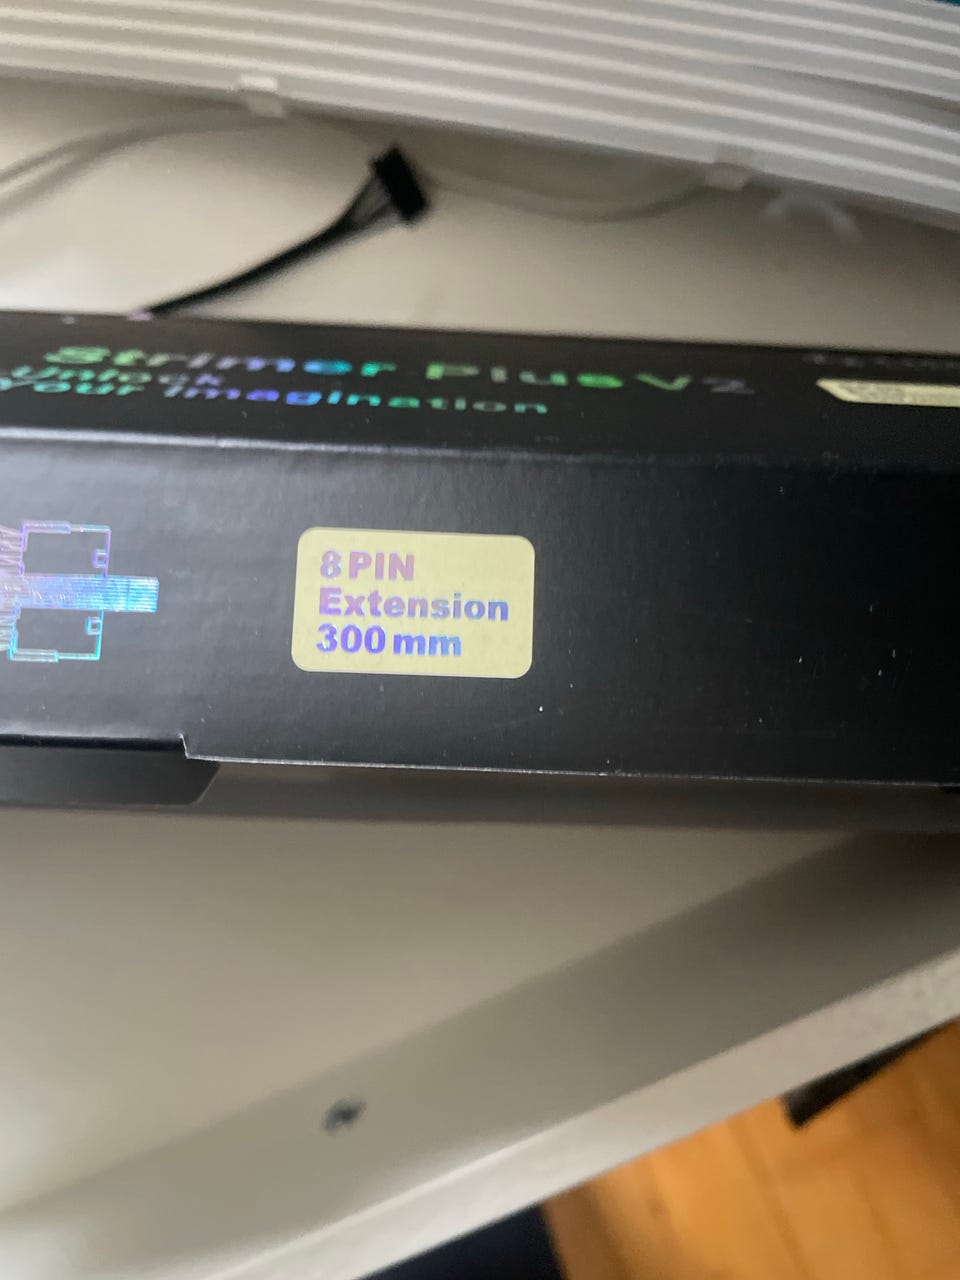 Strimer Plus V2
Unlock
your imagination
8 PIN
Extension
300 mm